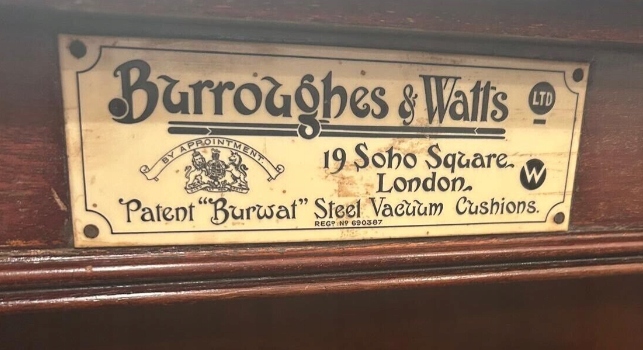 Burroughes & Watts LTD
BY APPOINTMENT
19 Soho Square.
London.
W
Patent "Burwat" Steel Vacuum Cushions.
REGD No 690387